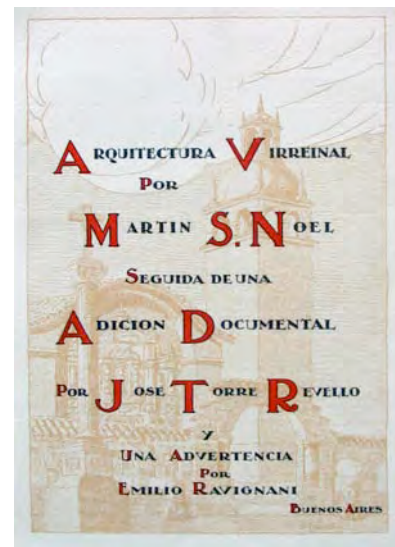 ARQUITECTURA VIRREINAL
POR
MARTIN S. NOEL
SEGUIDA DE UNA
ADICION DOCUMENTAL
POR JOSE TORRE REVELLO
Y
UNA ADVERTENCIA
POR
EMILIO RAVIGNANI
BUENOS AIRES